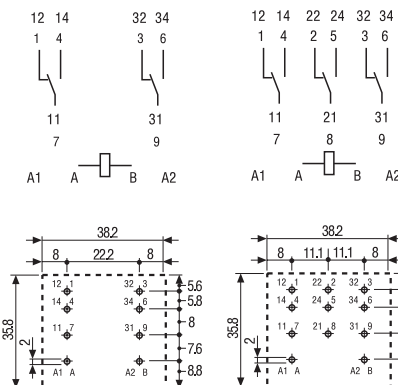 12 14 32 34
1 4 3 6
11 31
7 9
A1 A B A2
12 14 22 24 32 34
1 4 2 5 3 6
11 21 31
7 8 9
A1 A B A2
38.2
8 22.2 8
12 1 32 3
14 4 34 6
11 7 31 9
A1 A A2 B
35.8
2
5.6
5.8
8
7.6
8.8
38.2
8 11.1 11.1 8
12 1 22 2 32 3
14 4 24 5 34 6
11 7 21 8 31 9
A1 A A2 B
35.8
2